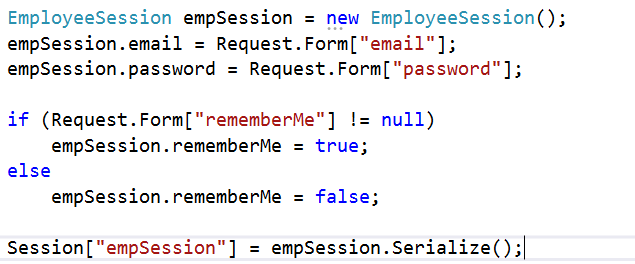 EmployeeSession empSession = new EmployeeSession();
empSession.email = Request.Form["email"];
empSession.password = Request.Form["password"];
if (Request.Form["rememberMe"] != null)
empSession.rememberMe = true;
else
empSession.rememberMe = false;
Session["empSession"] = empSession.Serialize();